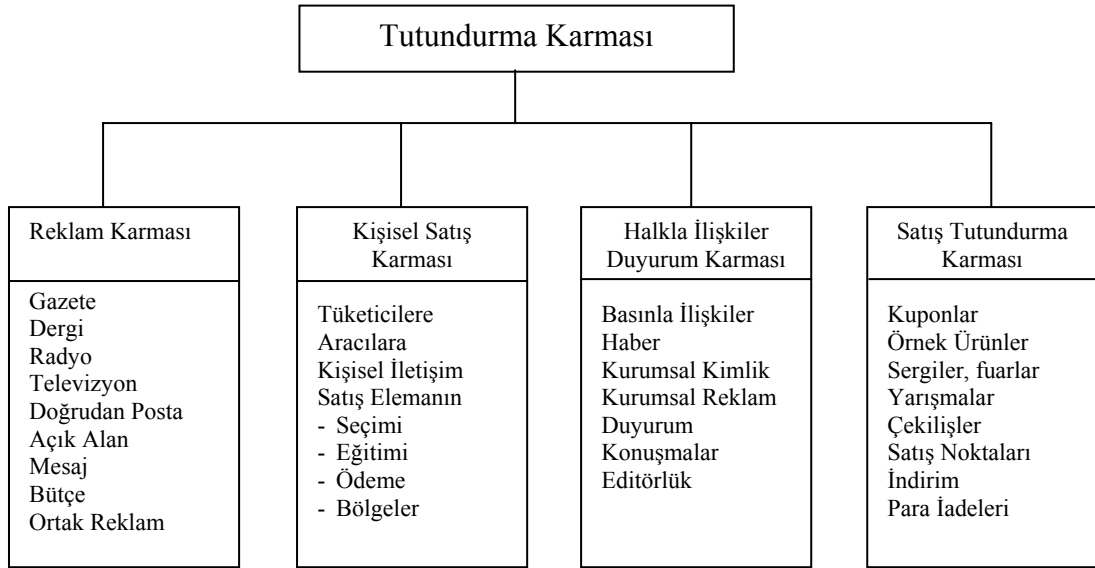 Tutundurma Karması
Reklam Karması
Gazete
Dergi
Radyo
Televizyon
Doğrudan Posta
Açık Alan
Mesaj
Bütçe
Ortak Reklam
Kişisel Satış
Karması
Tüketicilere
Aracılara
Kişisel İletişim
Satış Elemanın
- Seçimi
- Eğitimi
- Ödeme
- Bölgeler
Halkla İlişkiler
Duyurum Karması
Basınla İlişkiler
Haber
Kurumsal Kimlik
Kurumsal Reklam
Duyurum
Konuşmalar
Editörlük
Satış Tutundurma
Karması
Kuponlar
Örnek Ürünler
Sergiler, fuarlar
Yarışmalar
Çekilişler
Satış Noktaları
İndirim
Para İadeleri